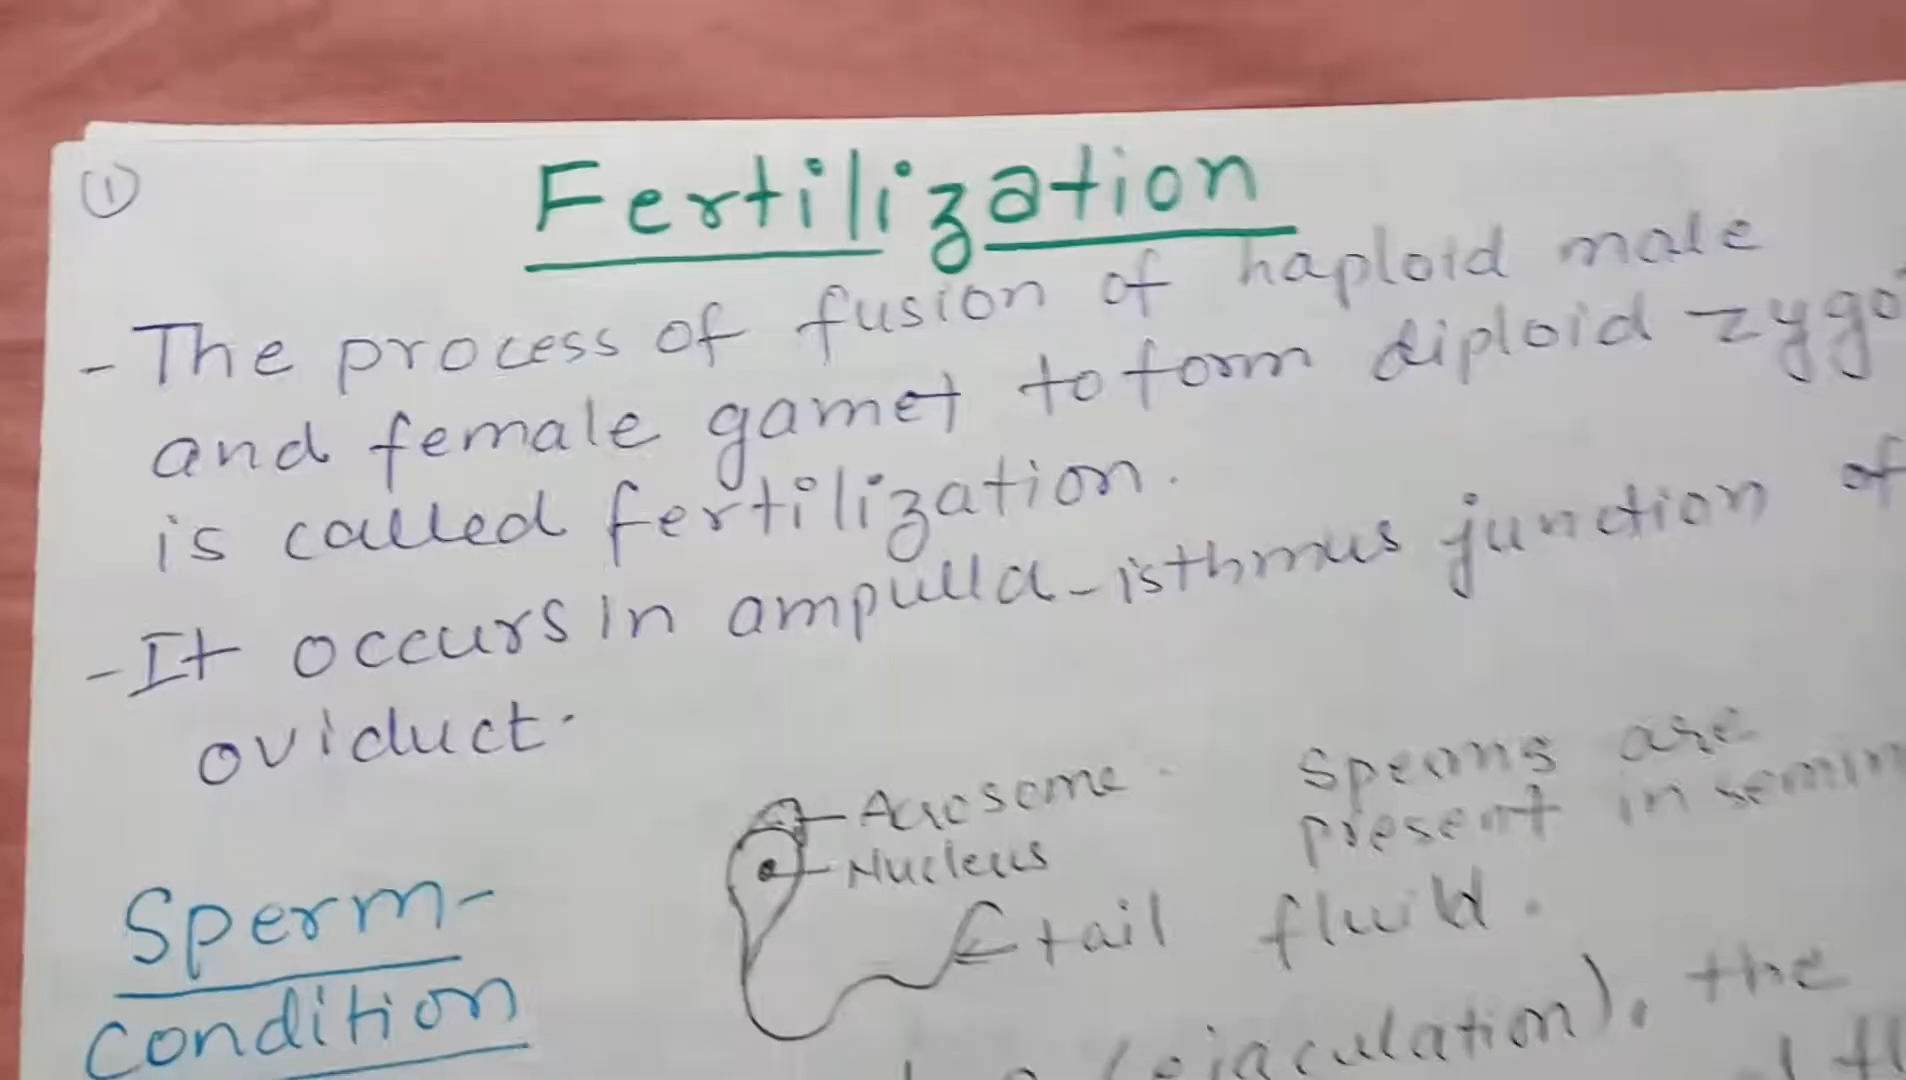 ①
Fertilization
- The process of fusion of haploid male
and female gamet to form diploid
is called fertilization.
- It occurs in ampulla-isthmus junction of
oviduct.
Acrosome
Nucleus
tail
Sperms are
present in
fluid.
Sperm-
condition
(ejaculation), the